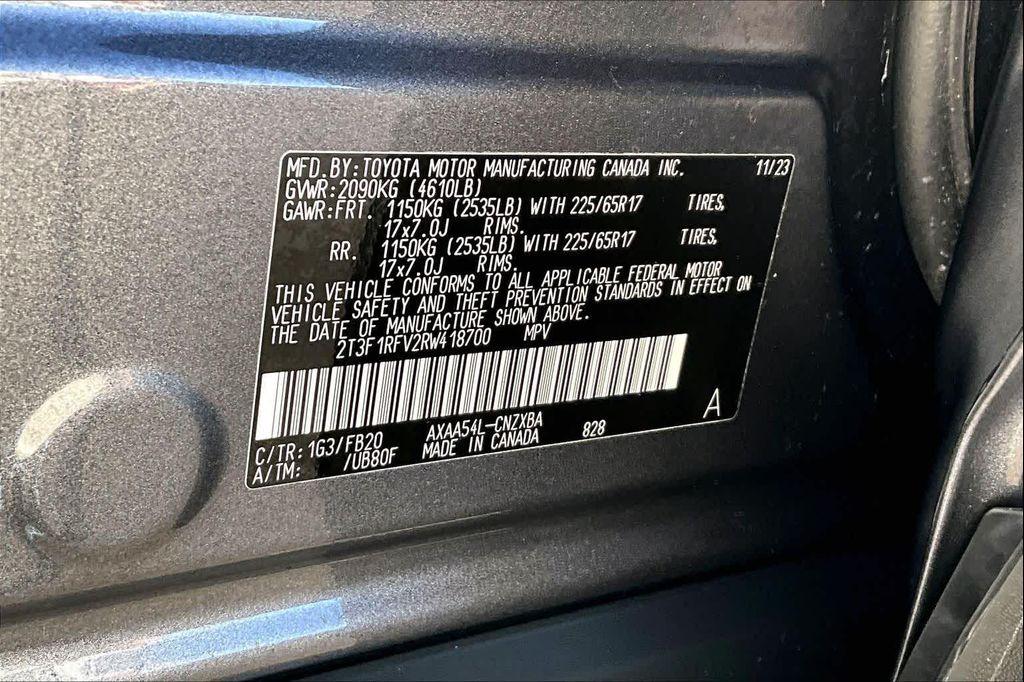 MFD. BY: TOYOTA MOTOR MANUFACTURING CANADA INC. 11/23
GVWR: 2090KG (4610LB)
GAWR: FRT. 1150KG (2535LB) WITH 225/65R17 TIRES,
17x7.0J RIMS.
RR. 1150KG (2535LB) WITH 225/65R17 TIRES,
17x7.0J RIMS.
THIS VEHICLE CONFORMS TO ALL APPLICABLE FEDERAL MOTOR
VEHICLE SAFETY AND THEFT PREVENTION STANDARDS IN EFFECT ON
THE DATE OF MANUFACTURE SHOWN ABOVE.
2T3F1RFV2RW418700 MPV
C/TR: 1G3/FB20 AXAA54L-CNZXBA 828 A
A/TM: /UB80F MADE IN CANADA